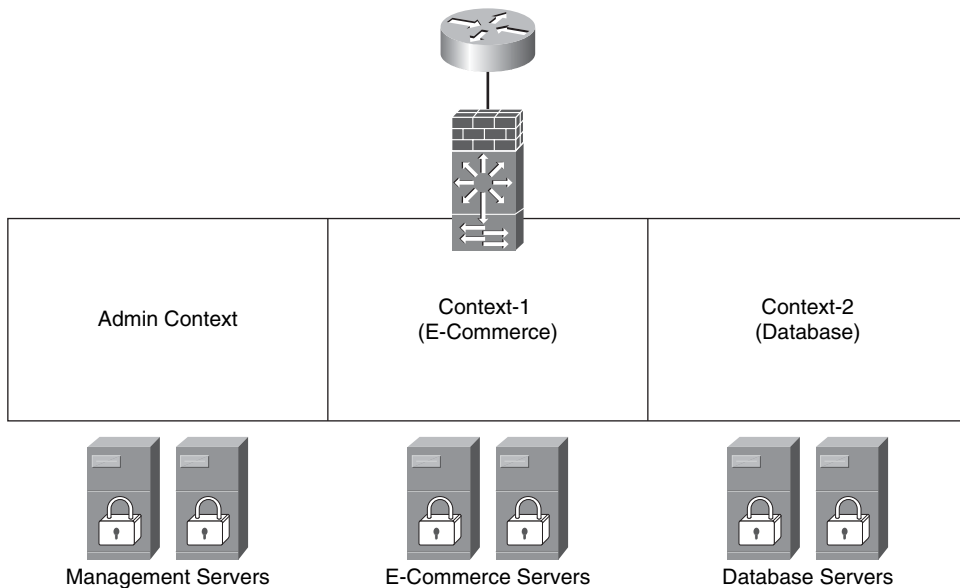 Admin Context
Context-1
(E-Commerce)
Context-2
(Database)
Management Servers
E-Commerce Servers
Database Servers